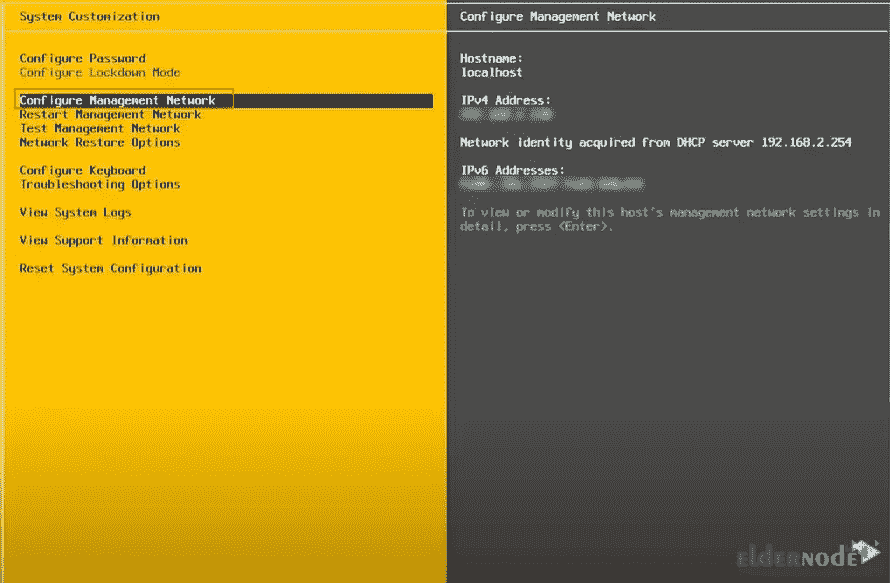 System Customization
Configure Password
Configure Lockdown Mode
Configure Management Network
Restart Management Network
Test Management Network
Network Restore Options
Configure Keyboard
Troubleshooting Options
View System Logs
View Support Information
Reset System Configuration
Configure Management Network
Hostname:
localhost
IPv4 Address:
Network identity acquired from DHCP server 192.168.2.254
IPv6 Addresses:
To view or modify this host's management network settings in
detail, press <Enter>.
elderNode